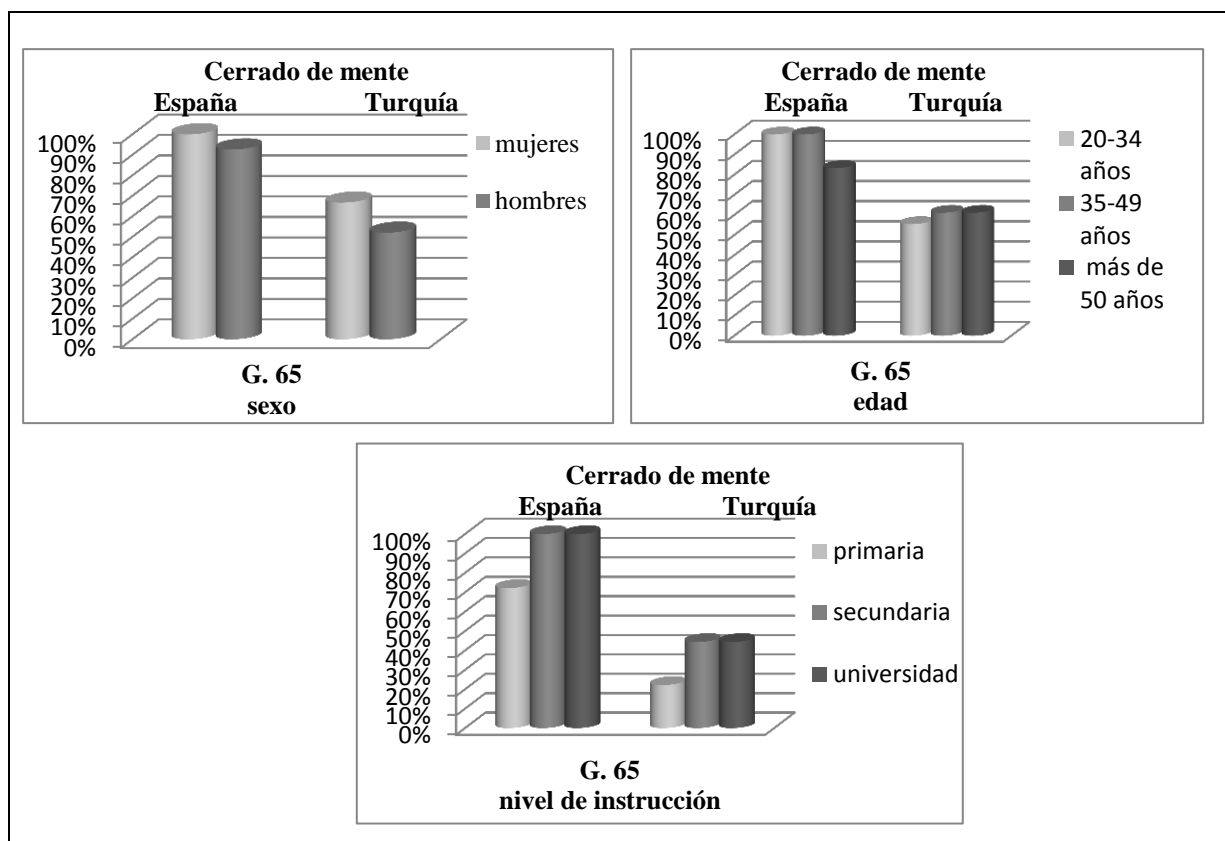 Cerrado de mente
España Turquía
100%
90%
80%
70%
60%
50%
40%
30%
20%
10%
0%
mujeres
hombres
G. 65
sexo
Cerrado de mente
España Turquía
100%
90%
80%
70%
60%
50%
40%
30%
20%
10%
0%
20-34
años
35-49
años
más de
50 años
G. 65
edad
Cerrado de mente
España Turquía
100%
90%
80%
70%
60%
50%
40%
30%
20%
10%
0%
primaria
secundaria
universidad
G. 65
nivel de instrucción